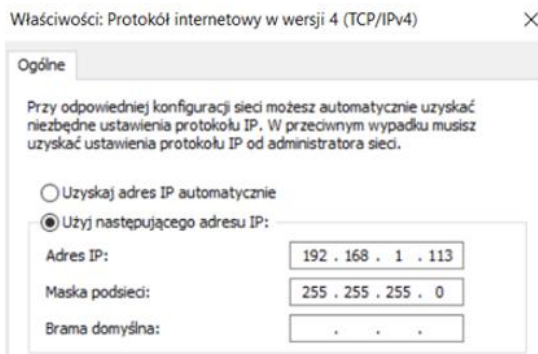 Właściwości: Protokół internetowy w wersji 4 (TCP/IPv4)
Ogólne
Przy odpowiedniej konfiguracji sieci możesz automatycznie uzyskać
niezbędne ustawienia protokołu IP. W przeciwnym wypadku musisz
uzyskać ustawienia protokołu IP od administratora sieci.
Uzyskaj adres IP automatycznie
Użyj następującego adresu IP:
Adres IP: 192 . 168 . 1 . 113
Maska podsieci: 255 . 255 . 255 . 0
Brama domyślna: . . .